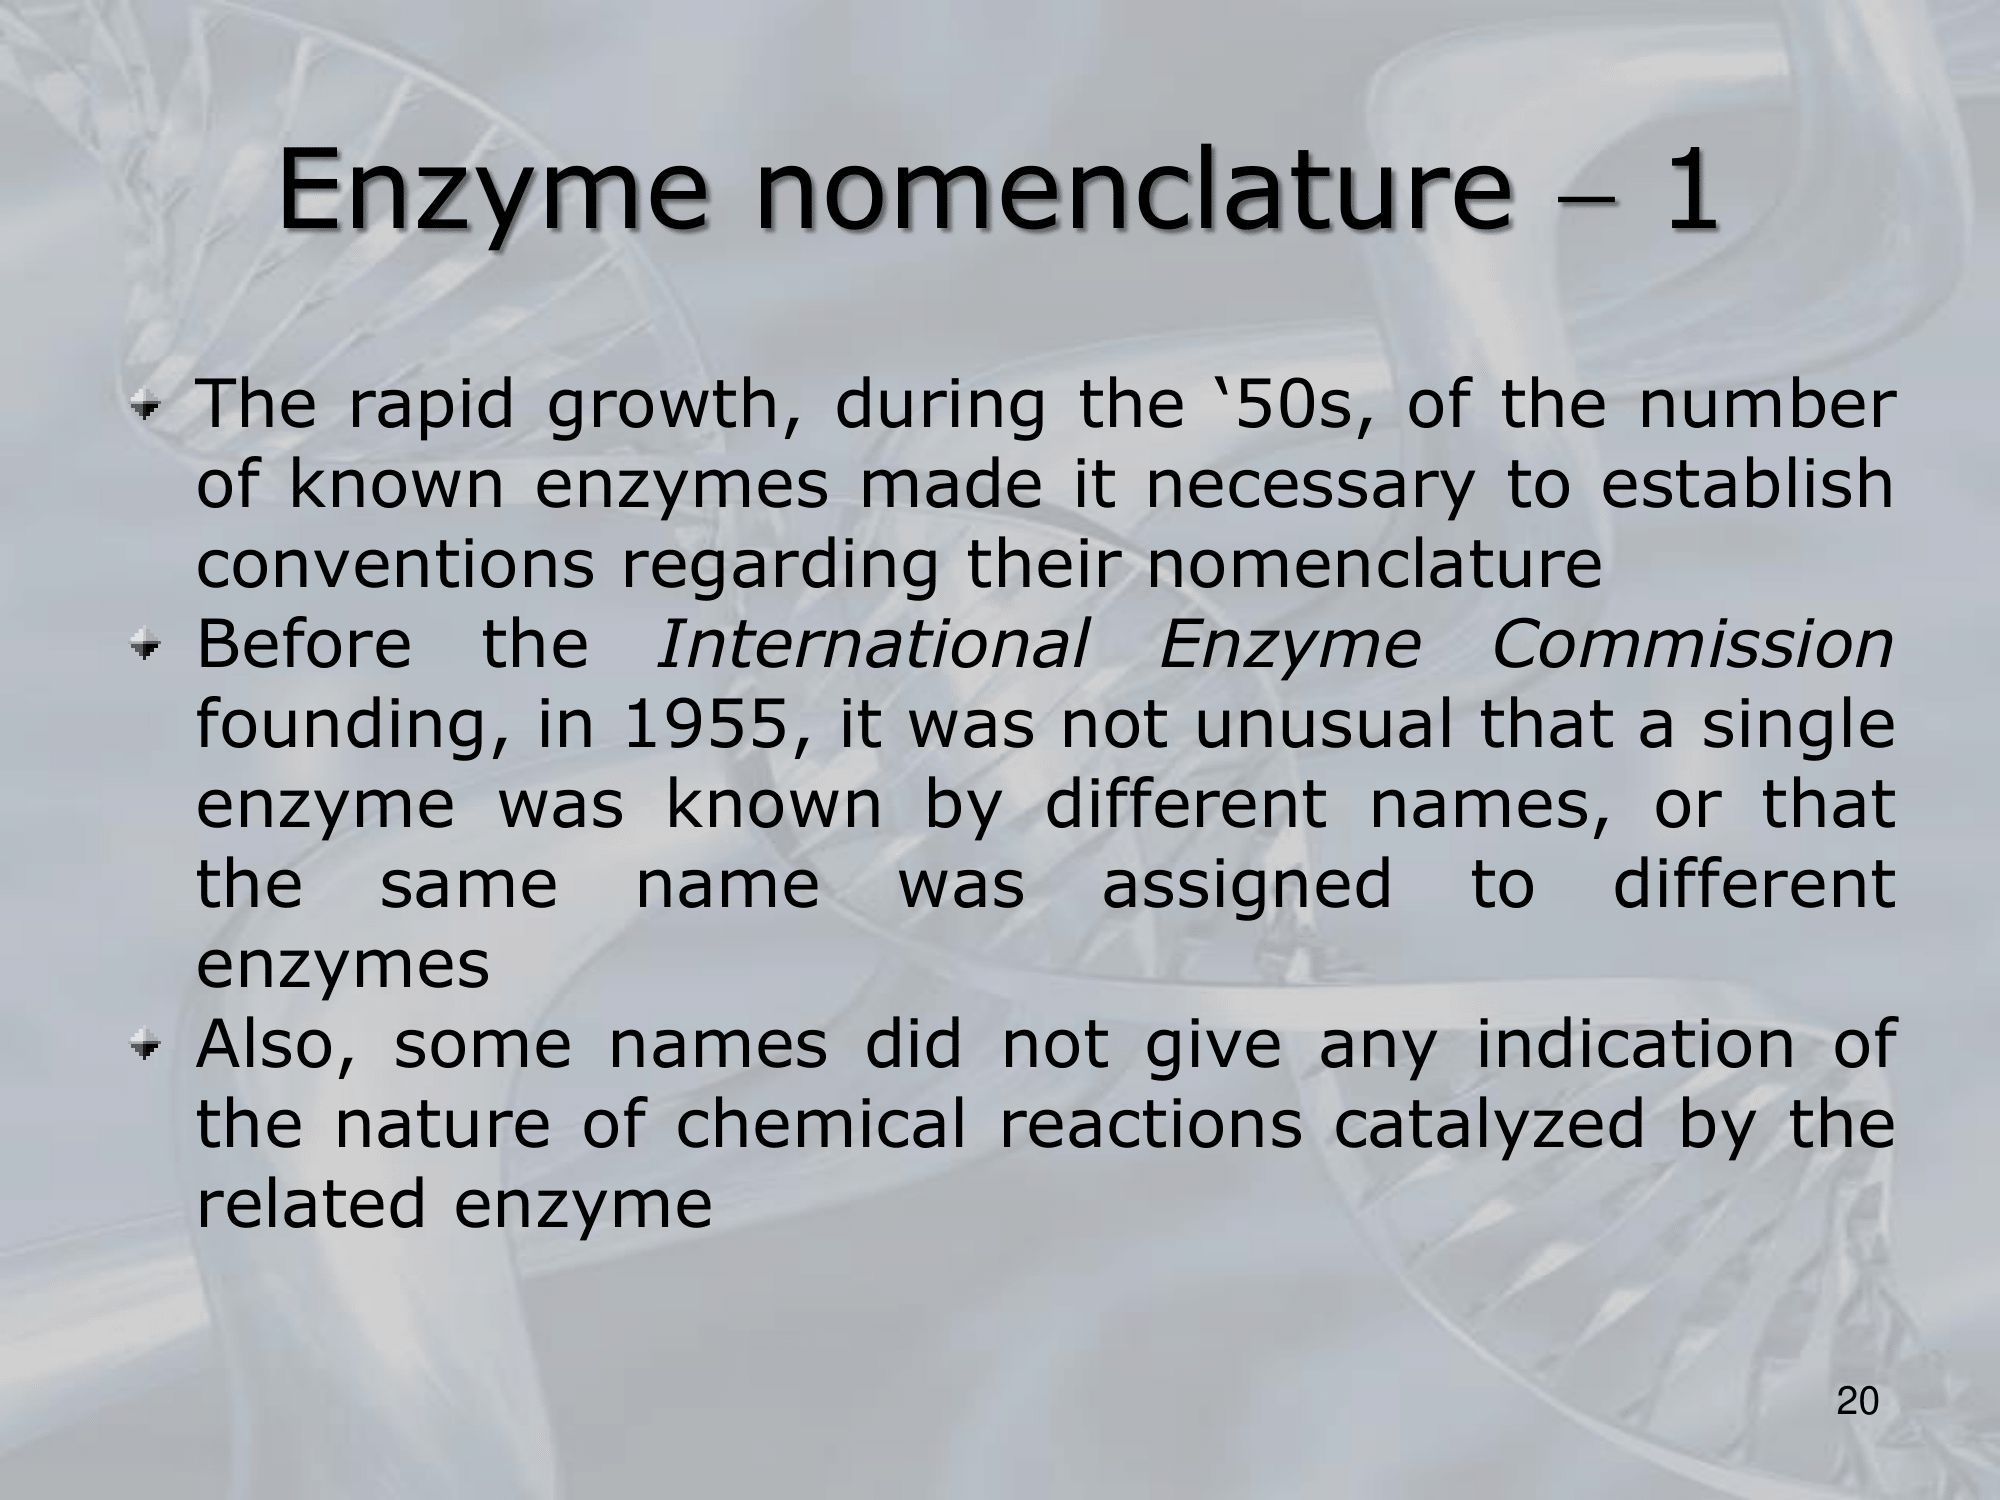 Enzyme nomenclature – 1
The rapid growth, during the ‘50s, of the number
of known enzymes made it necessary to establish
conventions regarding their nomenclature
Before the International Enzyme Commission
founding, in 1955, it was not unusual that a single
enzyme was known by different names, or that
the same name was assigned to different
enzymes
Also, some names did not give any indication of
the nature of chemical reactions catalyzed by the
related enzyme
20